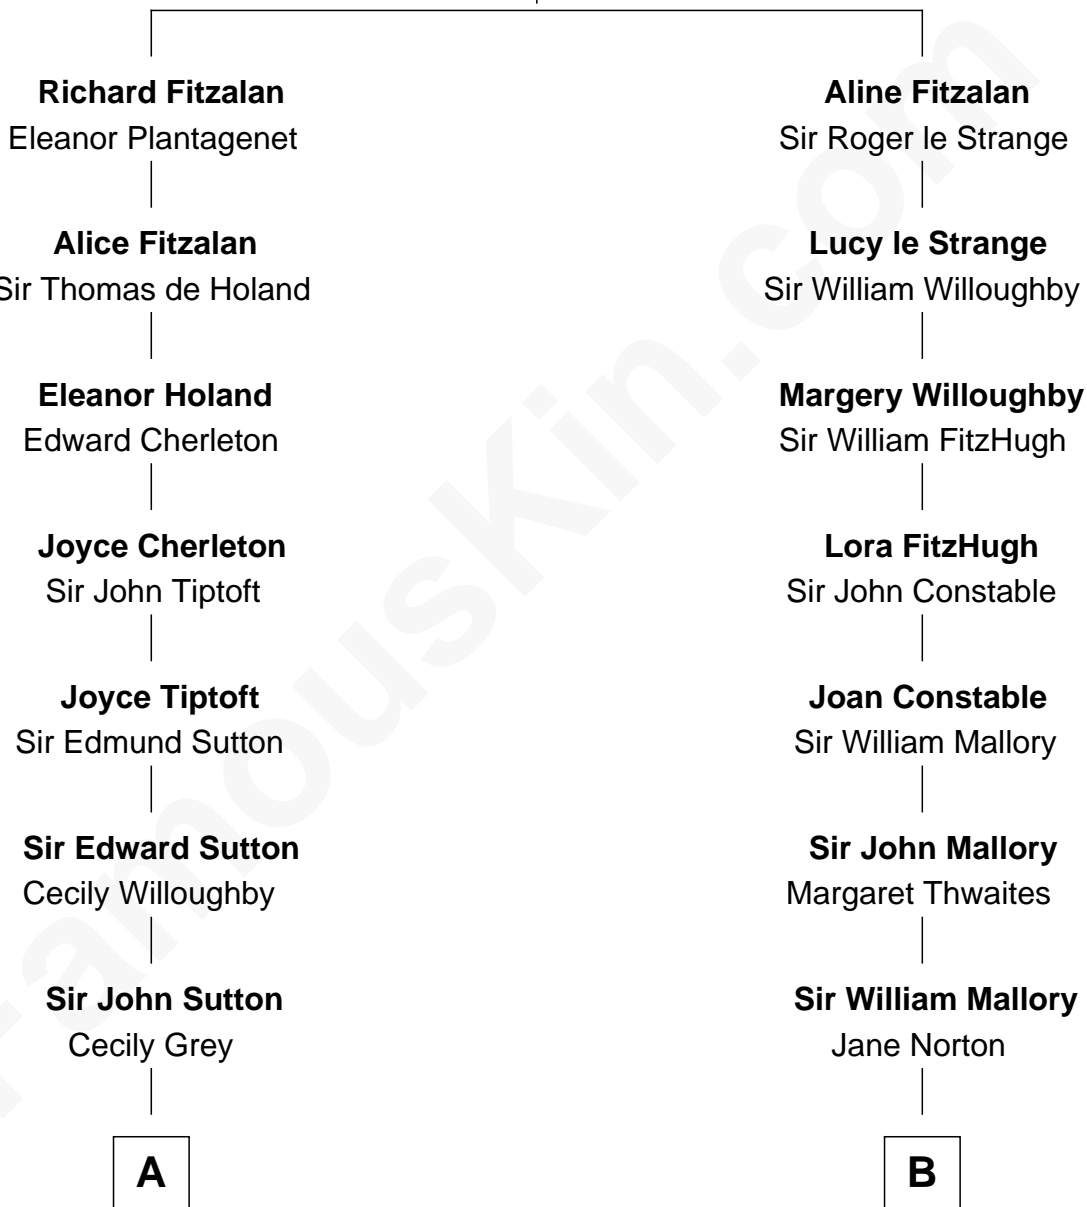 Richard Fitzalan
Eleanor Plantagenet
Aline Fitzalan
Sir Roger le Strange
Alice Fitzalan
Sir Thomas de Holand
Lucy le Strange
Sir William Willoughby
Eleanor Holand
Edward Cherleton
Margery Willoughby
Sir William FitzHugh
Joyce Cherleton
Sir John Tiptoft
Lora FitzHugh
Sir John Constable
Joyce Tiptoft
Sir Edmund Sutton
Joan Constable
Sir William Mallory
Sir Edward Sutton
Cecily Willoughby
Sir John Mallory
Margaret Thwaites
Sir John Sutton
Cecily Grey
Sir William Mallory
Jane Norton
A
B
FamousKin.com